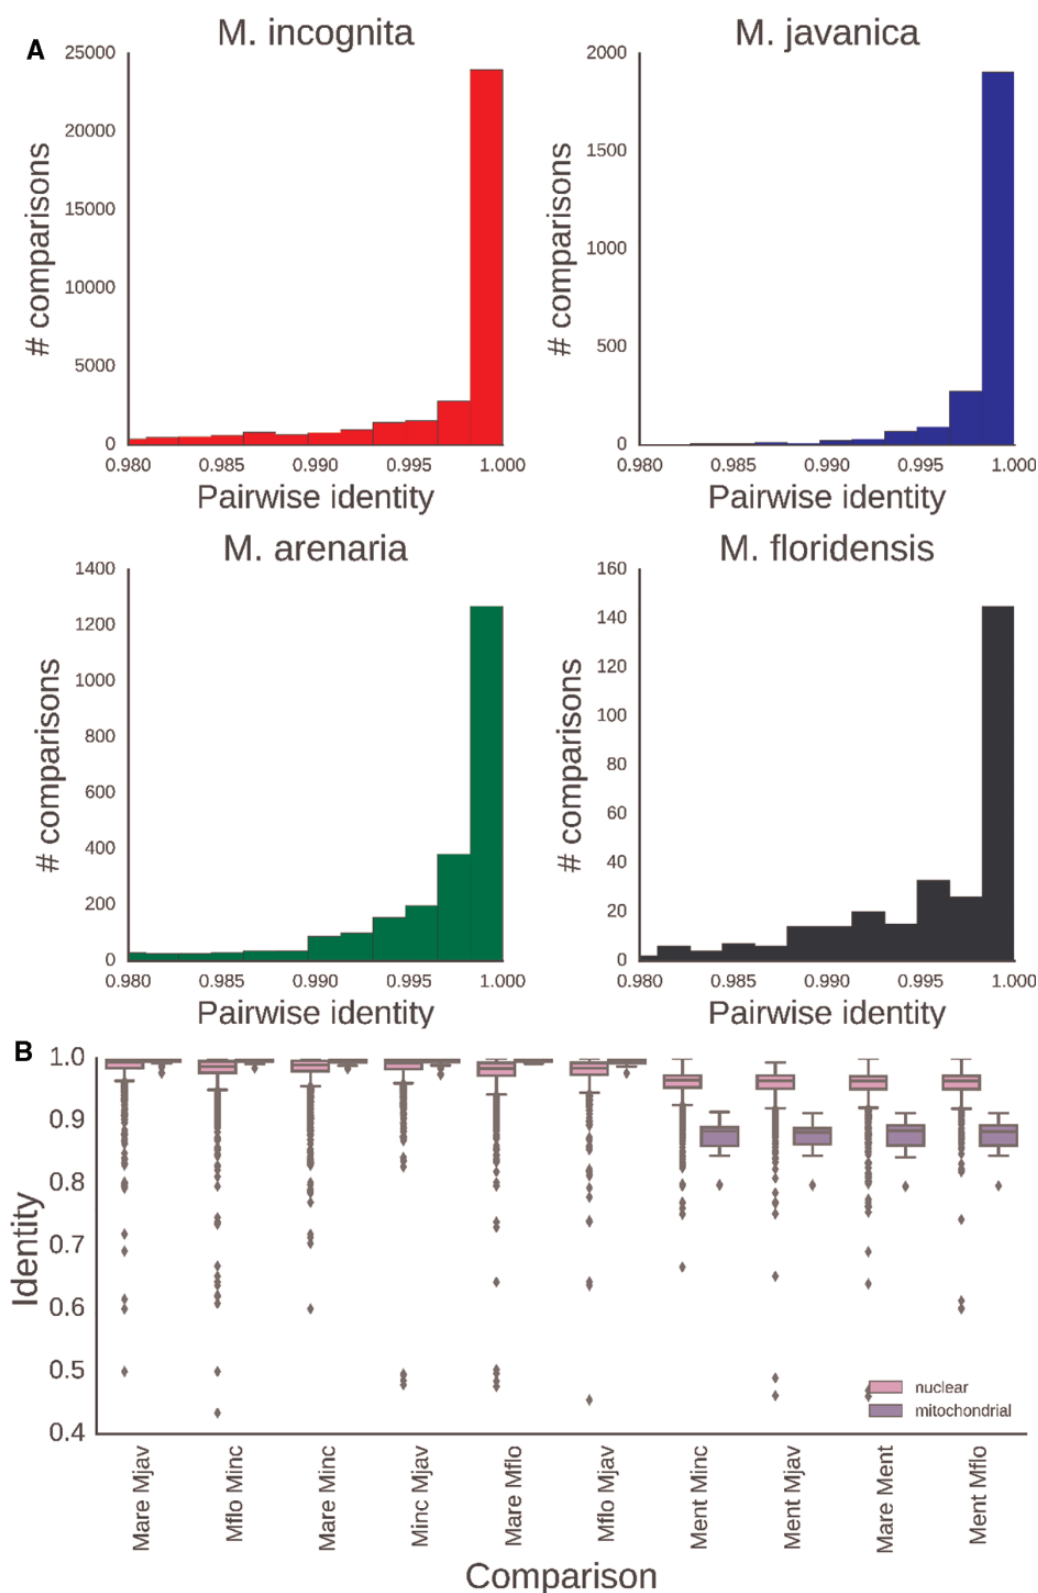 A
M. incognita
M. javanica
25000
20000
15000
10000
5000
0
# comparisons
0.980 0.985 0.990 0.995 1.000
Pairwise identity
2000
1500
1000
500
0
# comparisons
0.980 0.985 0.990 0.995 1.000
Pairwise identity
M. arenaria
M. floridensis
1400
1200
1000
800
600
400
200
0
# comparisons
0.980 0.985 0.990 0.995 1.000
Pairwise identity
160
140
120
100
80
60
40
20
0
# comparisons
0.980 0.985 0.990 0.995 1.000
Pairwise identity
B
1.0
0.9
0.8
0.7
0.6
0.5
0.4
Identity
nuclear
mitochondrial
Mare Mjav
Mflo Minc
Mare Minc
Minc Mjav
Mare Mflo
Mflo Mjav
Ment Minc
Ment Mjav
Mare Ment
Ment Mflo
Comparison